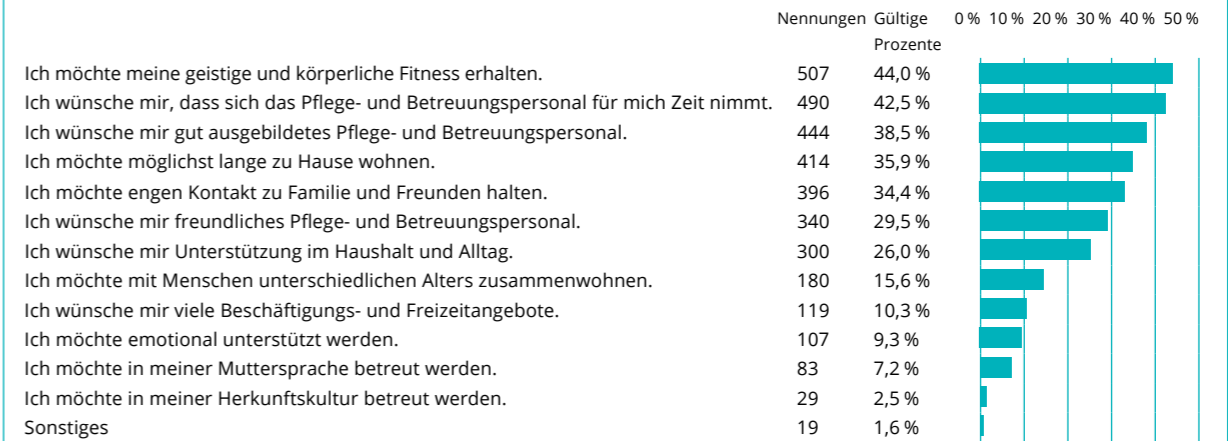 Nennungen Gültige 0 % 10 % 20 % 30 % 40 % 50 %
Prozente
Ich möchte meine geistige und körperliche Fitness erhalten. 507 44,0 %
Ich wünsche mir, dass sich das Pflege- und Betreuungspersonal für mich Zeit nimmt. 490 42,5 %
Ich wünsche mir gut ausgebildetes Pflege- und Betreuungspersonal. 444 38,5 %
Ich möchte möglichst lange zu Hause wohnen. 414 35,9 %
Ich möchte engen Kontakt zu Familie und Freunden halten. 396 34,4 %
Ich wünsche mir freundliches Pflege- und Betreuungspersonal. 340 29,5 %
Ich wünsche mir Unterstützung im Haushalt und Alltag. 300 26,0 %
Ich möchte mit Menschen unterschiedlichen Alters zusammenwohnen. 180 15,6 %
Ich wünsche mir viele Beschäftigungs- und Freizeitangebote. 119 10,3 %
Ich möchte emotional unterstützt werden. 107 9,3 %
Ich möchte in meiner Muttersprache betreut werden. 83 7,2 %
Ich möchte in meiner Herkunftskultur betreut werden. 29 2,5 %
Sonstiges 19 1,6 %